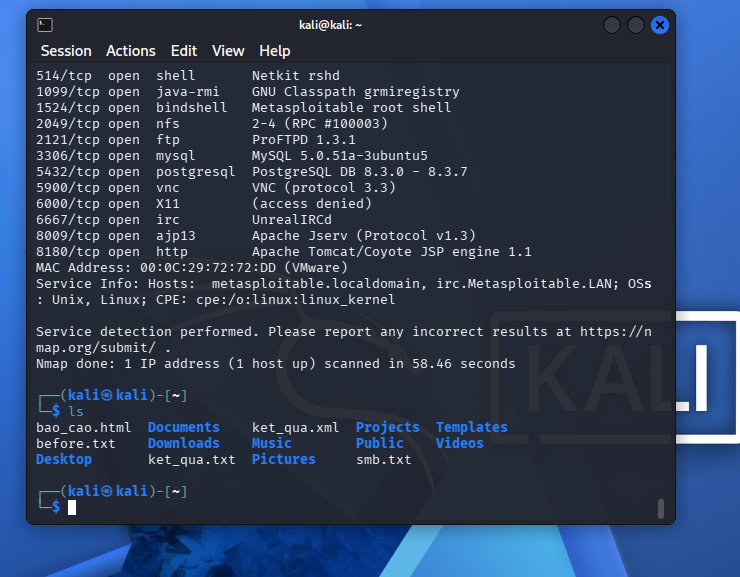 kali@kali: ~
Session Actions Edit View Help
514/tcp open shell Netkit rshd
1099/tcp open java-rmi GNU Classpath grmiregistry
1524/tcp open bindshell Metasploitable root shell
2049/tcp open nfs 2-4 (RPC #100003)
2121/tcp open ftp ProFTPD 1.3.1
3306/tcp open mysql MySQL 5.0.51a-3ubuntu5
5432/tcp open postgresql PostgreSQL DB 8.3.0 - 8.3.7
5900/tcp open vnc VNC (protocol 3.3)
6000/tcp open X11 (access denied)
6667/tcp open irc UnrealIRCd
8009/tcp open ajp13 Apache Jserv (Protocol v1.3)
8180/tcp open http Apache Tomcat/Coyote JSP engine 1.1
MAC Address: 00:0C:29:72:72:DD (VMware)
Service Info: Hosts:  metasploitable.localdomain, irc.Metasploitable.LAN; OSs
: Unix, Linux; CPE: cpe:/o:linux:linux_kernel
Service detection performed. Please report any incorrect results at https://n
map.org/submit/ .
Nmap done: 1 IP address (1 host up) scanned in 58.46 seconds
┌──(kali㉿kali)-[~]
└─$ ls
bao_cao.html Documents ket_qua.xml Projects Templates
before.txt Downloads Music Public Videos
Desktop ket_qua.txt Pictures smb.txt
┌──(kali㉿kali)-[~]
└─$
KALI